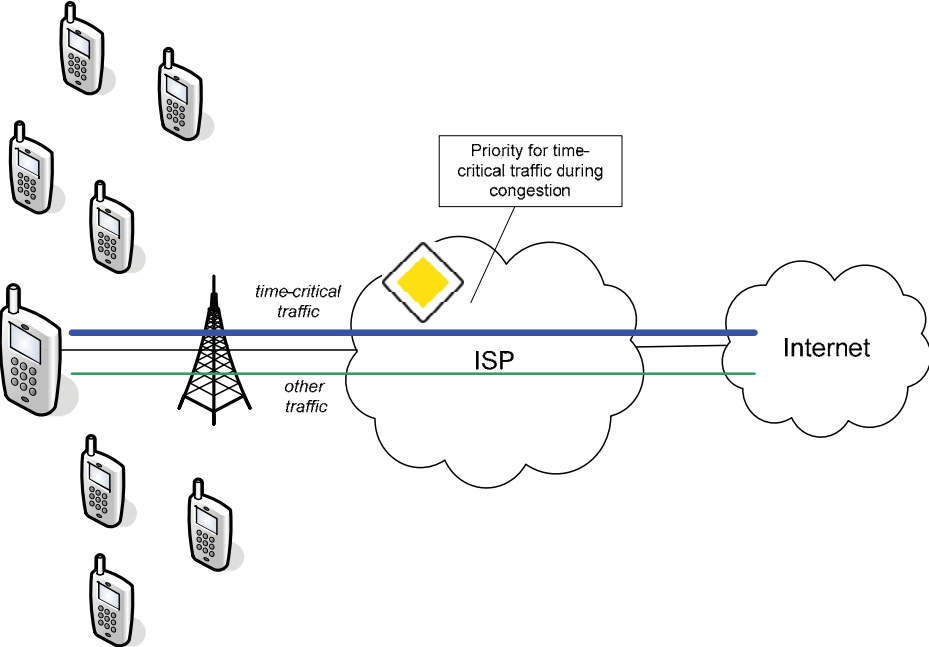 Priority for time-
critical traffic during
congestion
time-critical
traffic
ISP
Internet
other
traffic